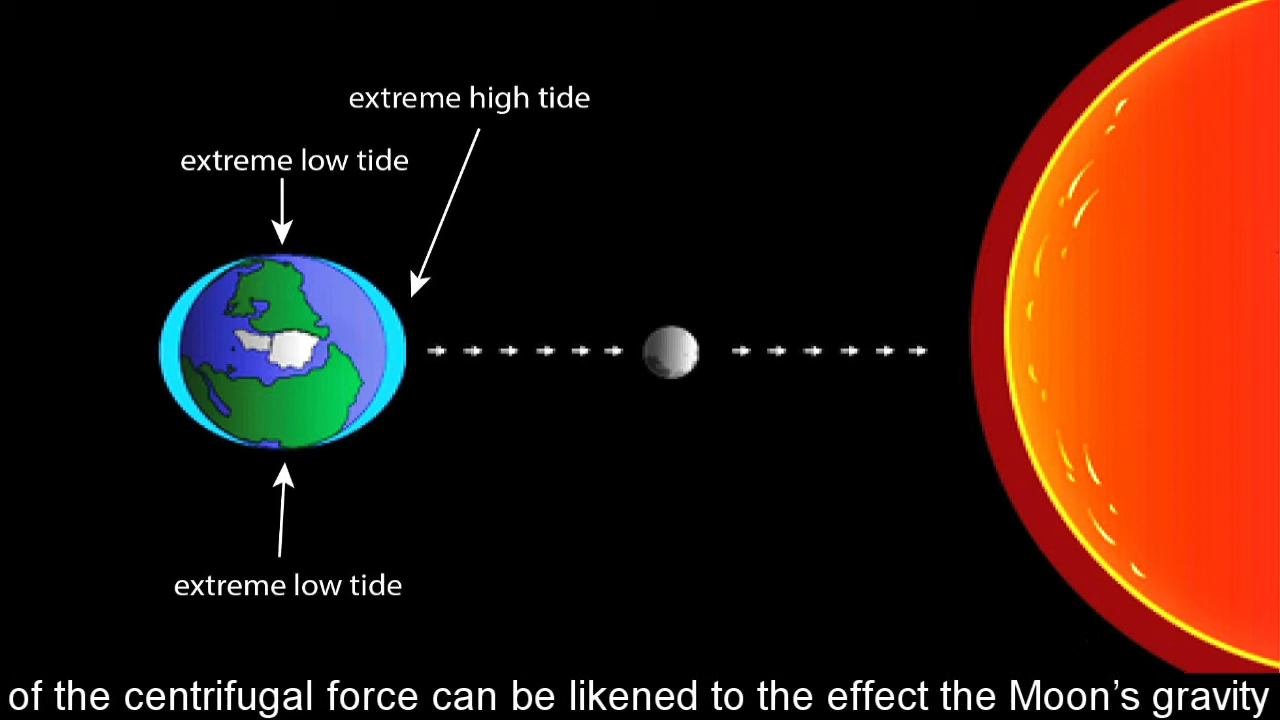 extreme high tide
extreme low tide
extreme low tide
of the centrifugal force can be likened to the effect the Moon’s gravity